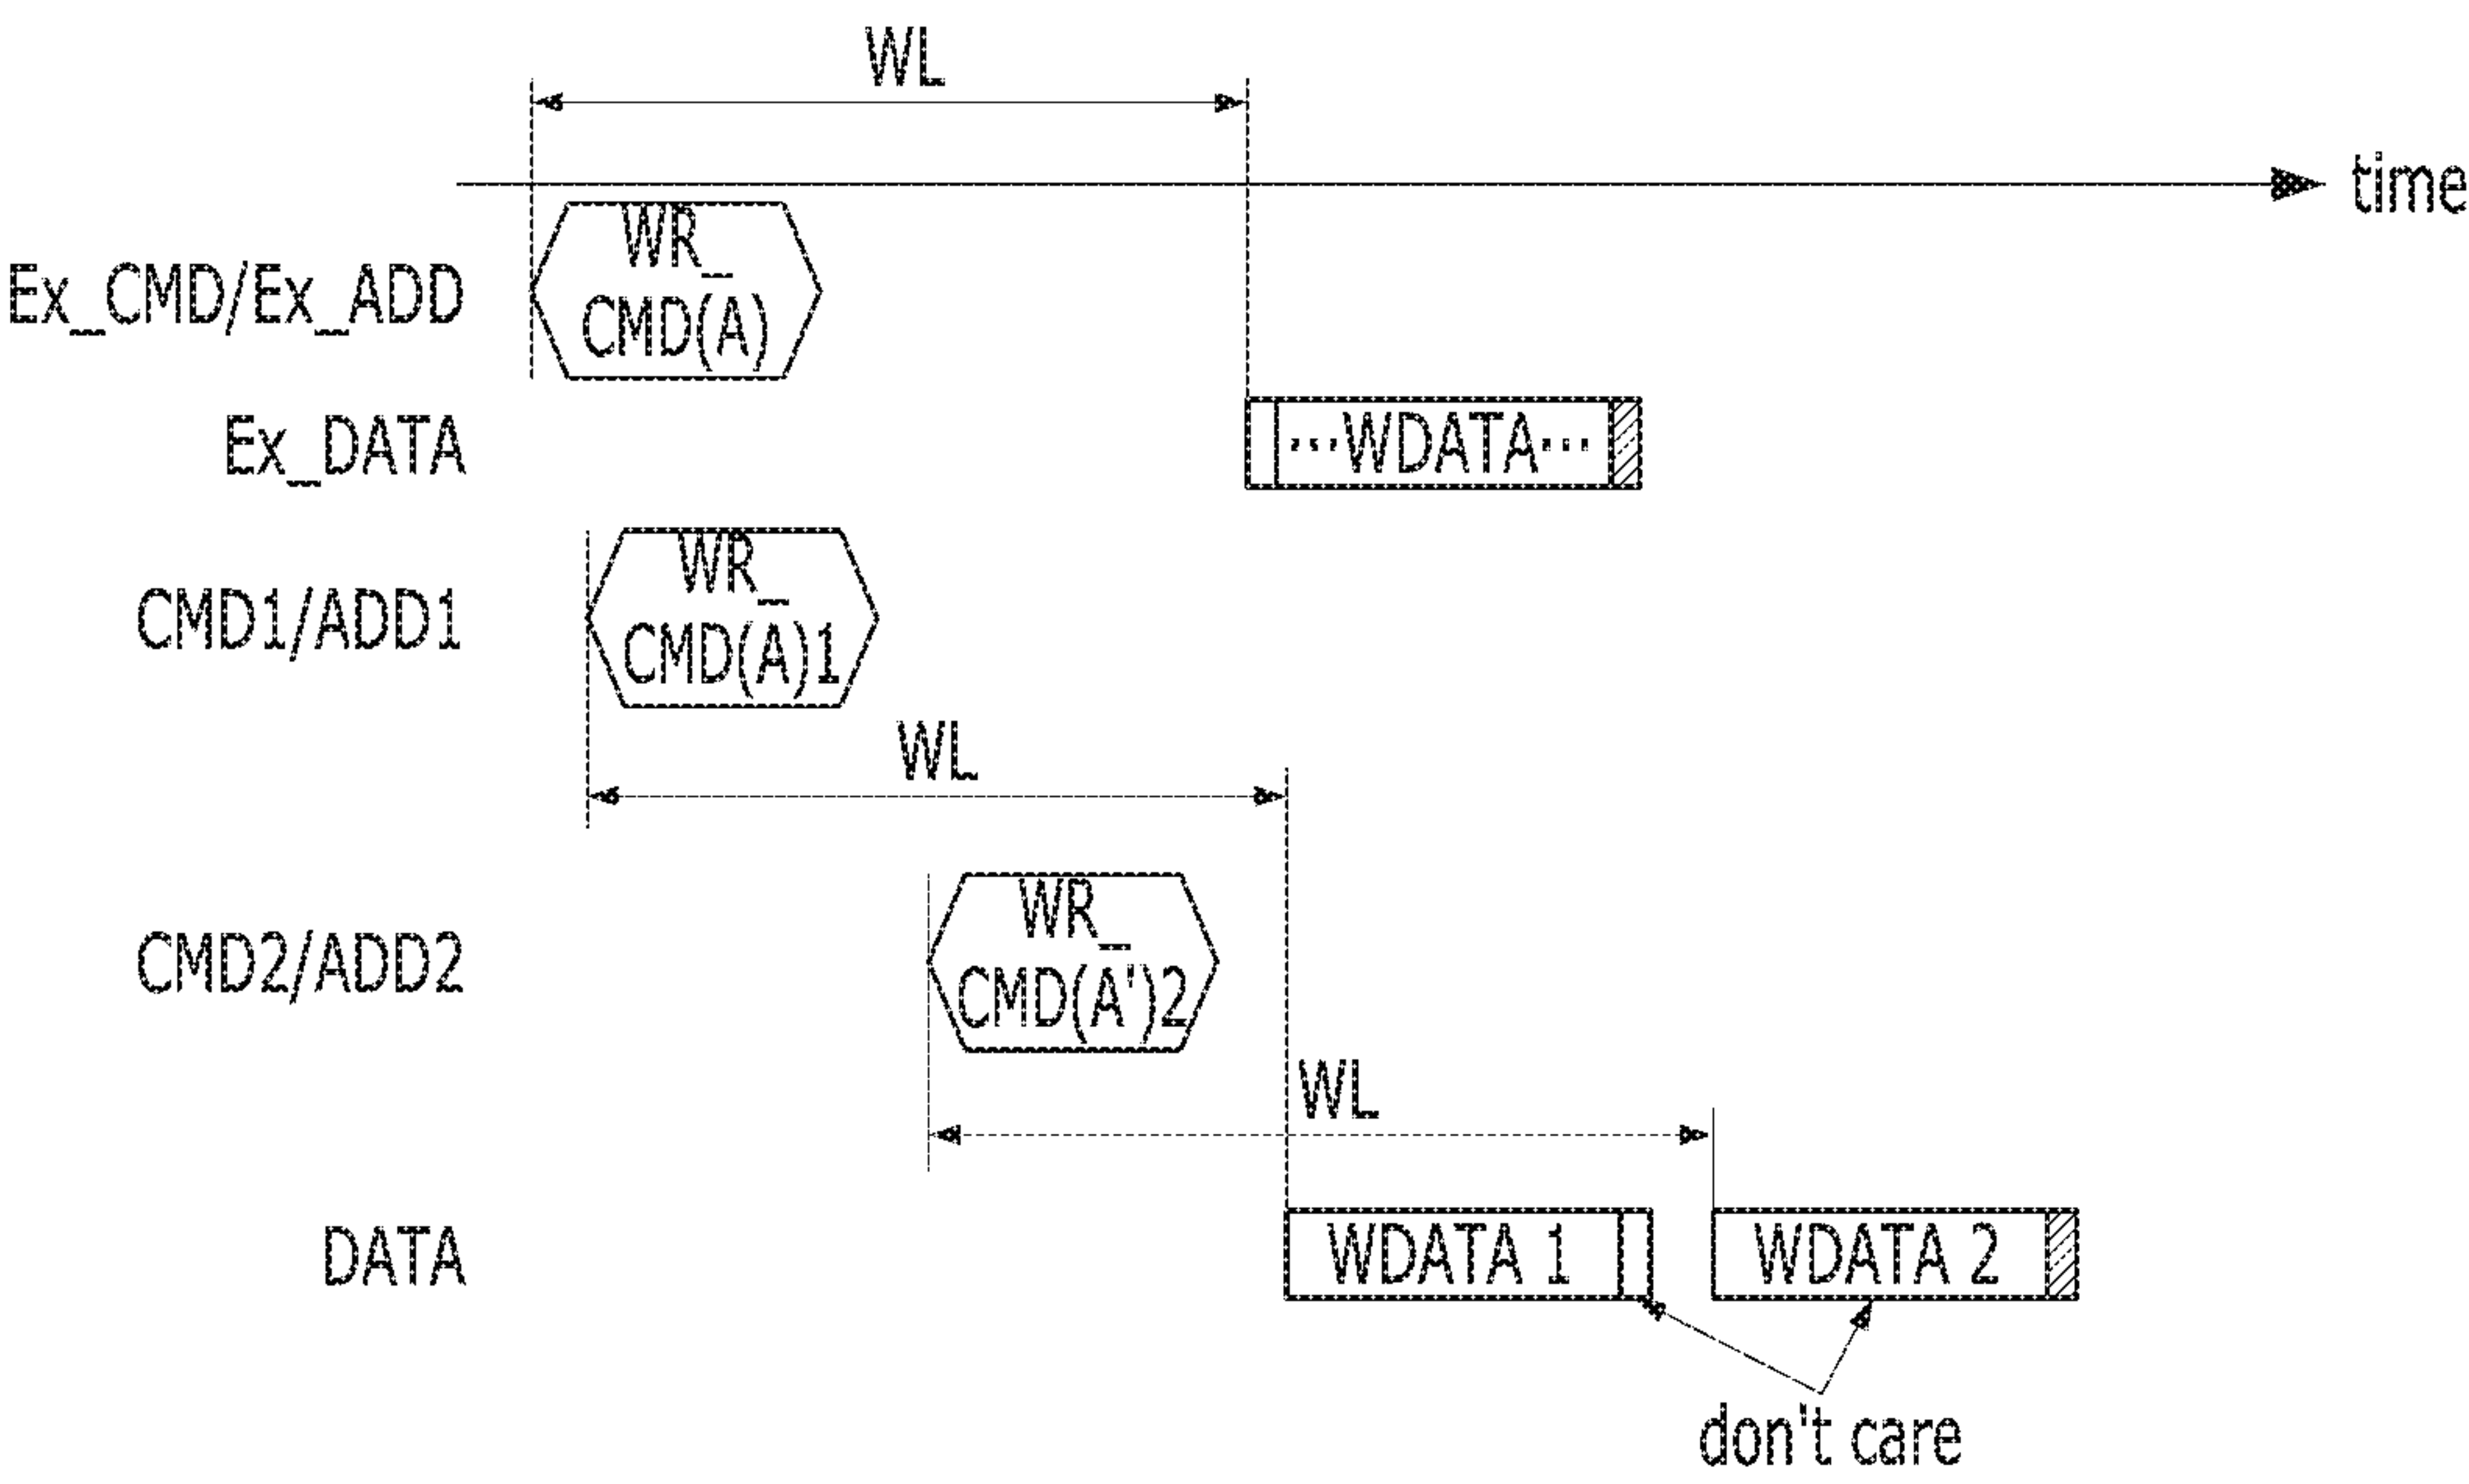 WL
time
WR_
CMD(A)
Ex_CMD/Ex_ADD
Ex_DATA
···WDATA···
WR_
CMD(A)1
CMD1/ADD1
WL
WR_
CMD(A')2
CMD2/ADD2
WL
DATA
WDATA 1
WDATA 2
don't care